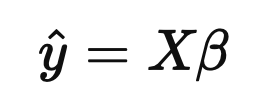 ŷ = Xβ